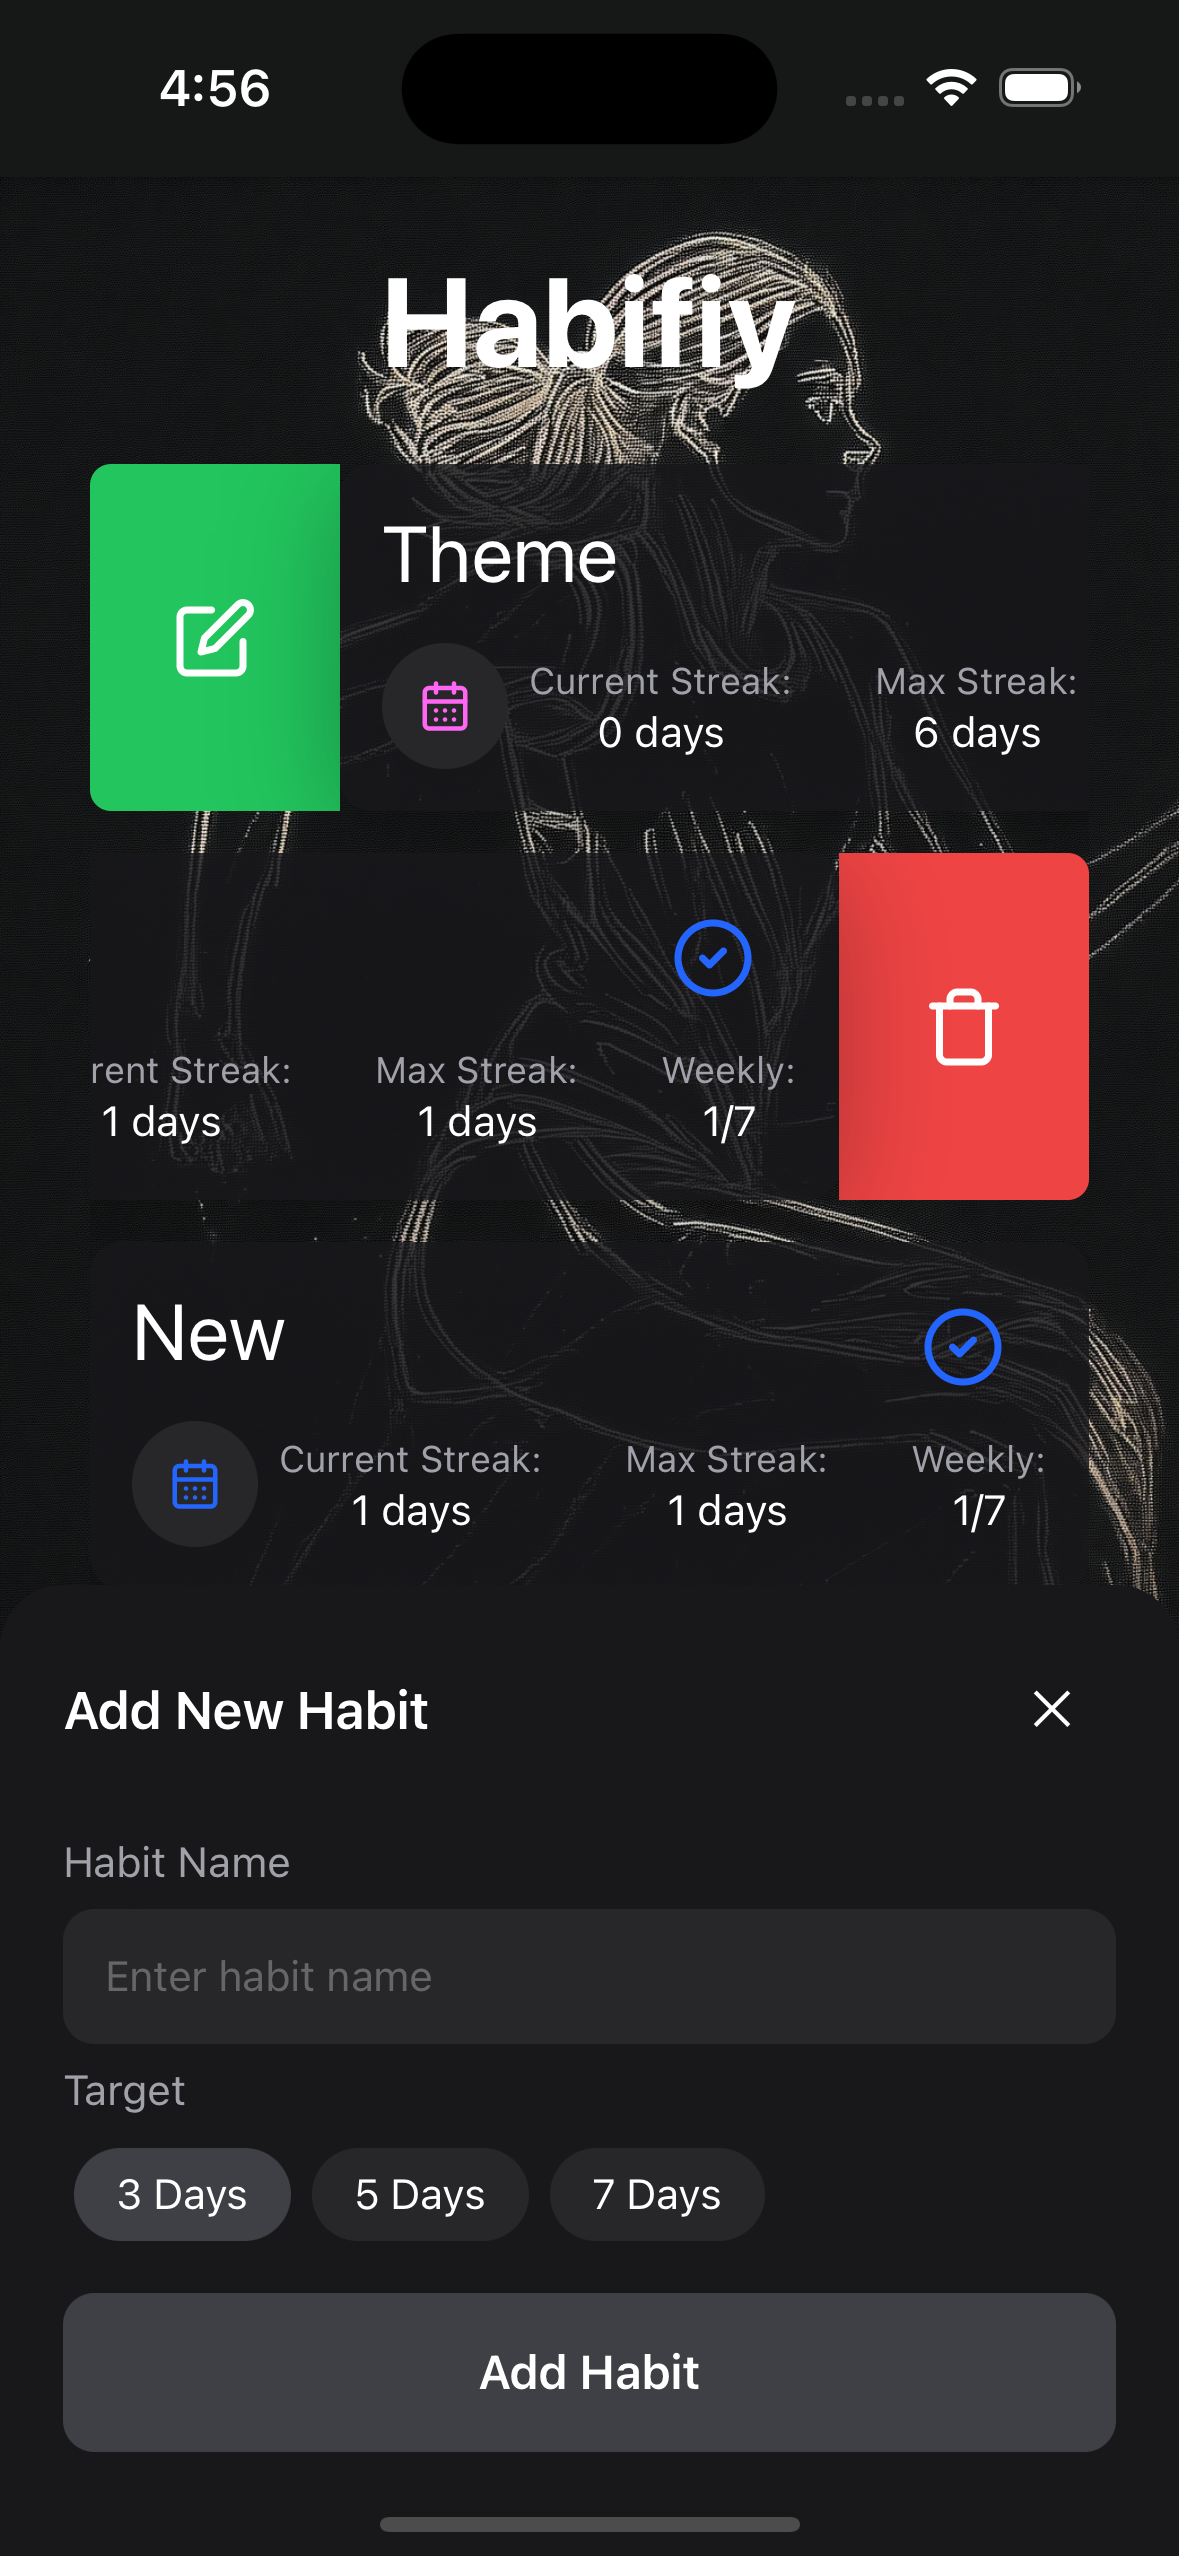 4:56
Habifiy
Theme
Current Streak: Max Streak:
0 days 6 days
rent Streak: Max Streak: Weekly:
1 days 1 days 1/7
New
Current Streak: Max Streak: Weekly:
1 days 1 days 1/7
Add New Habit
Habit Name
Enter habit name
Target
3 Days 5 Days 7 Days
Add Habit